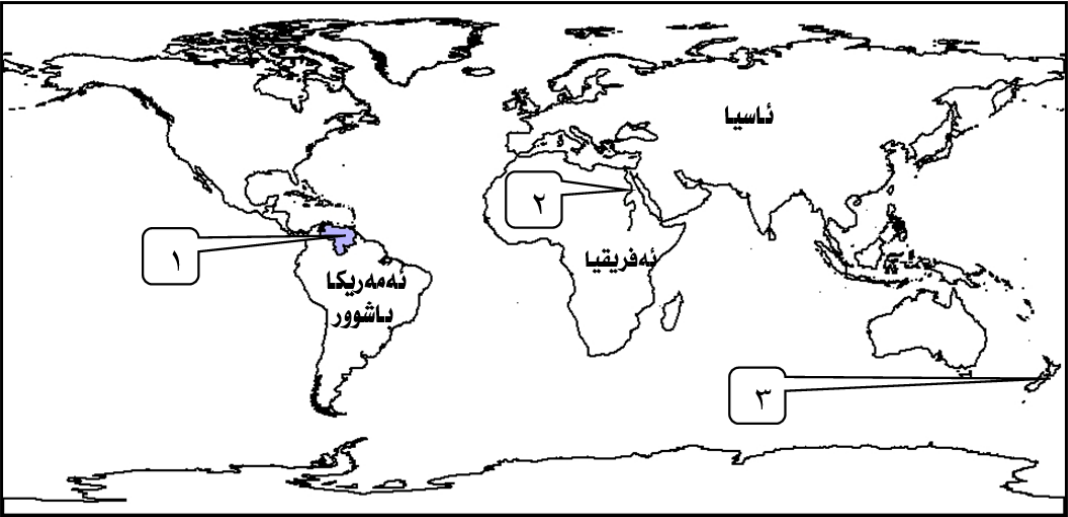 ئاسیا
٢
١
ئەفریقیا
ئەمەریکا
باشوور
٣